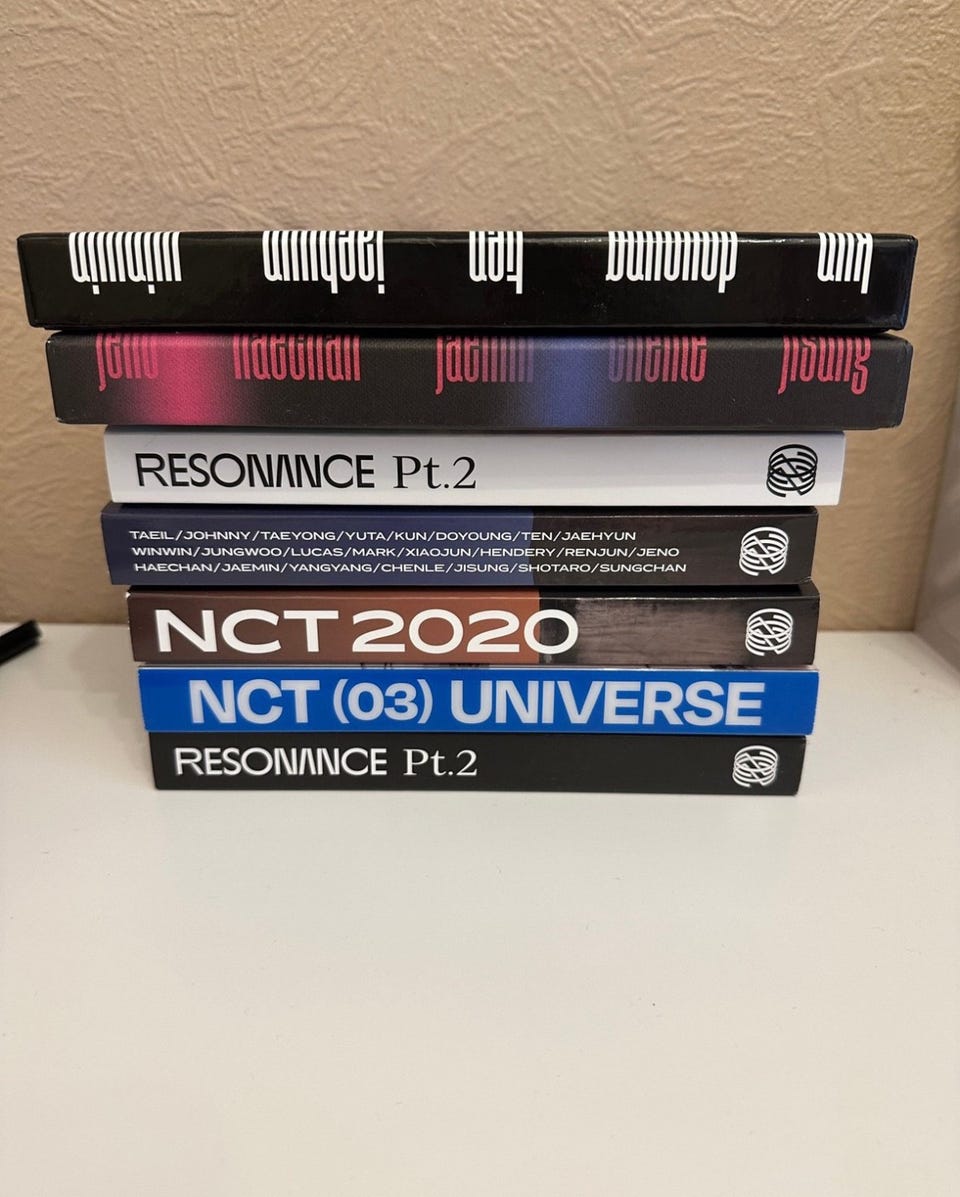 kun doyoung ten jaehyun winwin
jeno haechan jaemin chenle jisung
RESONANCE Pt.2
TAEIL/JOHNNY/TAEYONG/YUTA/KUN/DOYOUNG/TEN/JAEHYUN
WINWIN/JUNGWOO/LUCAS/MARK/XIAOJUN/HENDERY/RENJUN/JENO
HAECHAN/JAEMIN/YANGYANG/CHENLE/JISUNG/SHOTARO/SUNGCHAN
NCT 2020
NCT (03) UNIVERSE
RESONANCE Pt.2